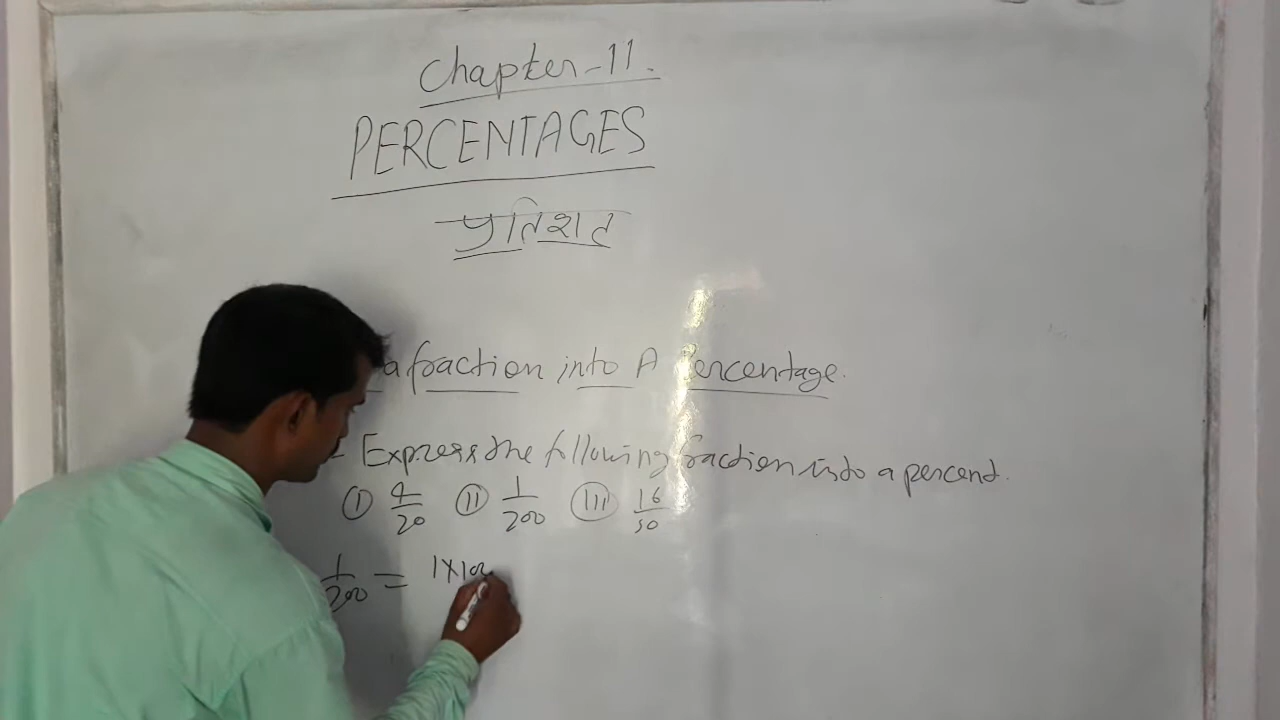 Chapter-11.
PERCENTAGES
प्रतिशत
a fraction into A Percentage.
- Express the following fraction into a percent.
(I) 4/20 (II) 1/200 (III) 16/50
1/200 = 1×100